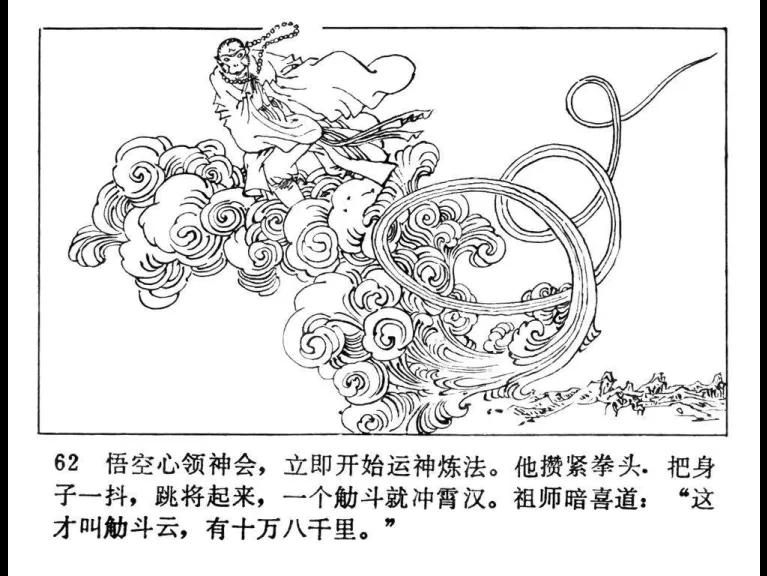 62 悟空心领神会，立即开始运神炼法。他攒紧拳头．把身
子一抖，跳将起来，一个觔斗就冲霄汉。祖师暗喜道：“这
才叫觔斗云，有十万八千里。”